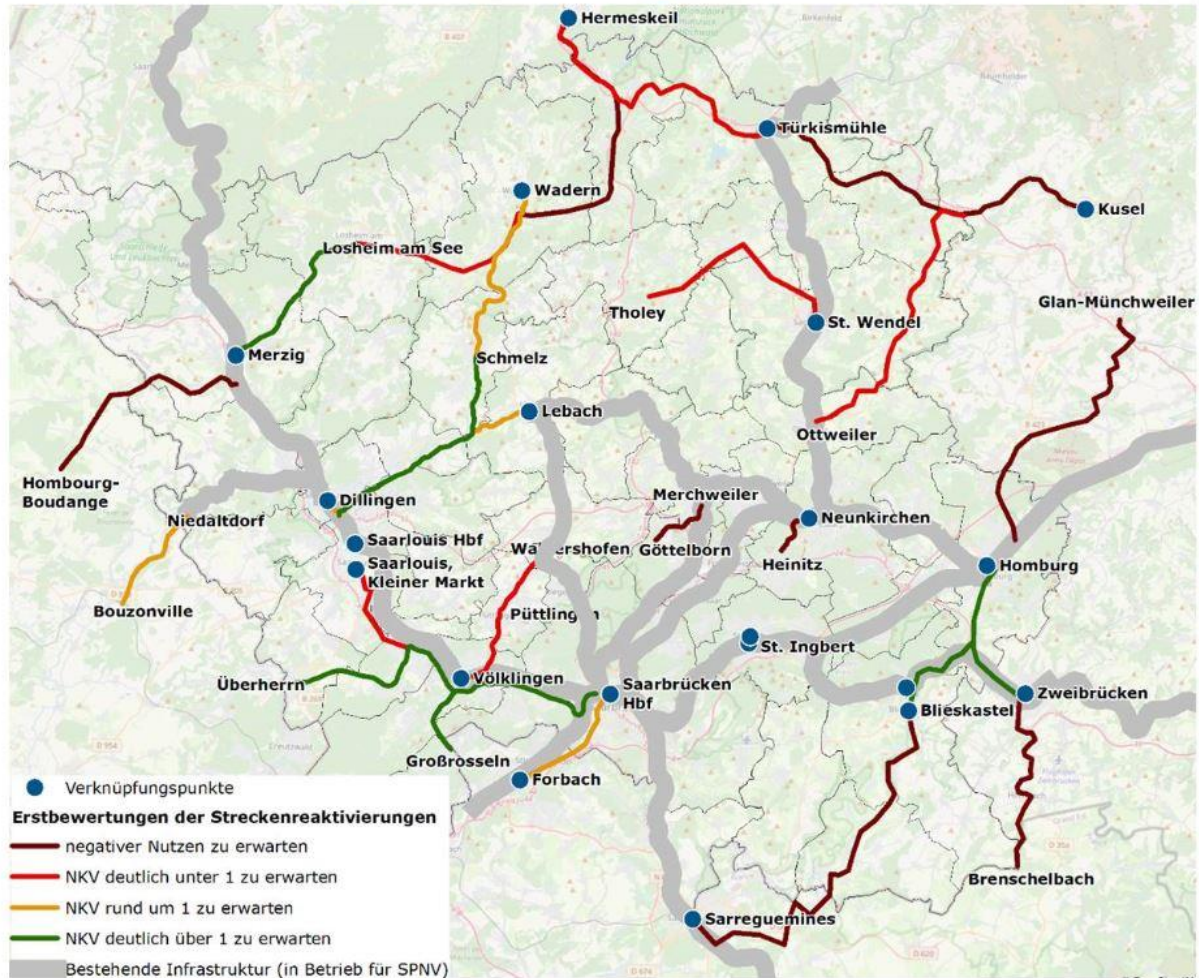 Hermeskeil
Türkismühle
Wadern
Kusel
Losheim am See
Glan-Münchweiler
Tholey
St. Wendel
Merzig
Schmelz
Lebach
Ottweiler
Hombourg-
Boudange
Dillingen
Merchweiler
Niedaltdorf
Neunkirchen
Saarlouis Hbf
Göttelborn
Heinitz
Homburg
Saarlouis,
Kleiner Markt
Bouzonville
Püttlingen
St. Ingbert
Überherrn
Völklingen
Saarbrücken
Hbf
Zweibrücken
Blieskastel
Großrosseln
Forbach
Brenschelbach
Sarreguemines
Verknüpfungspunkte
Erstbewertungen der Streckenreaktivierungen
negativer Nutzen zu erwarten
NKV deutlich unter 1 zu erwarten
NKV rund um 1 zu erwarten
NKV deutlich über 1 zu erwarten
Bestehende Infrastruktur (in Betrieb für SPNV)